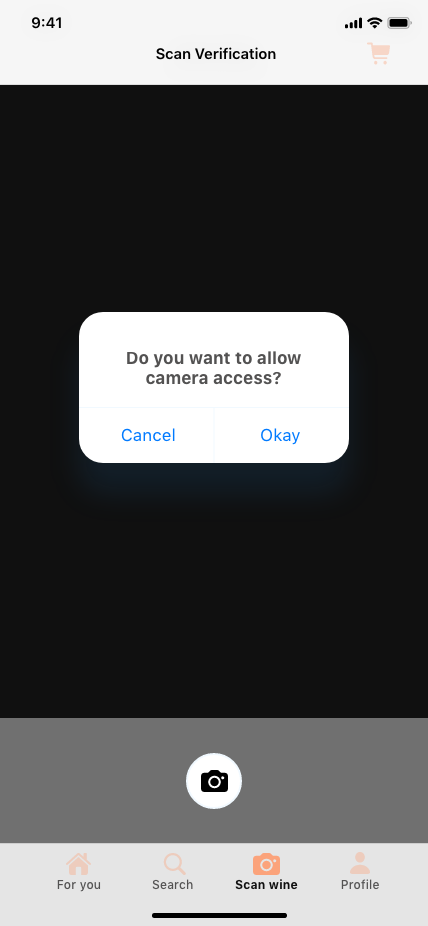 9:41
Scan Verification
Do you want to allow
camera access?
Cancel Okay
For you Search Scan wine Profile